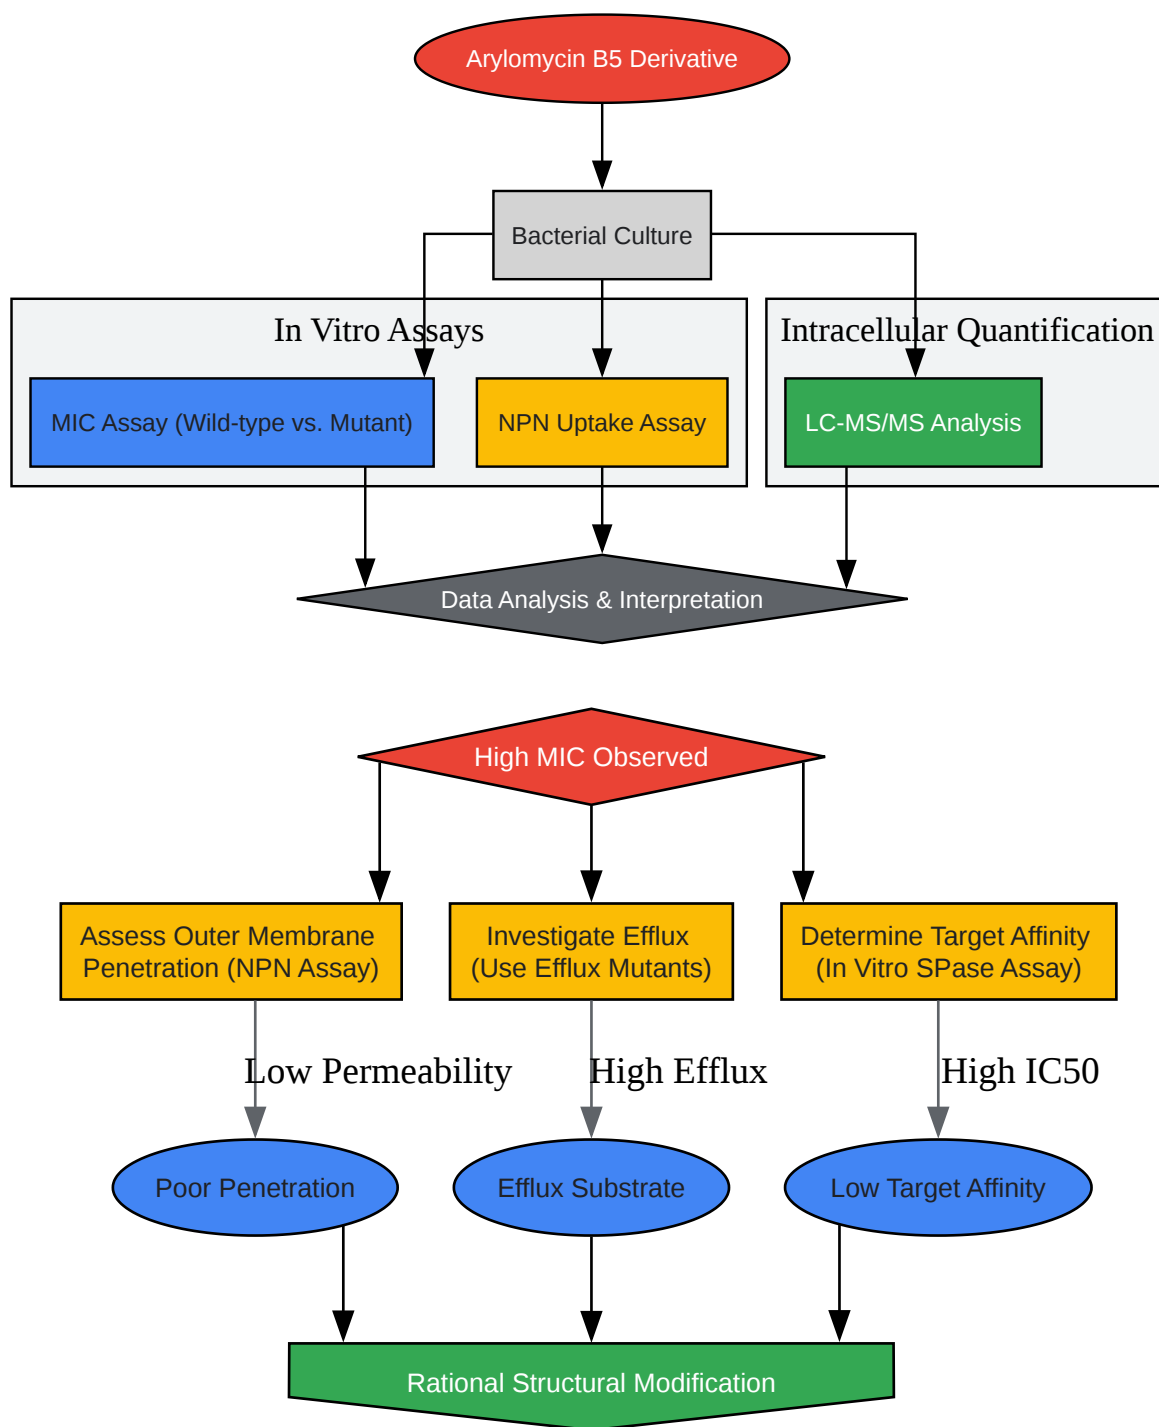 Arylomycin B5 Derivative
Bacterial Culture
In Vitro Assays
Intracellular Quantification
MIC Assay (Wild-type vs. Mutant)
NPN Uptake Assay
LC-MS/MS Analysis
Data Analysis & Interpretation
High MIC Observed
Assess Outer Membrane
Penetration (NPN Assay)
Investigate Efflux
(Use Efflux Mutants)
Determine Target Affinity
(In Vitro SPase Assay)
Low Permeability
High Efflux
High IC50
Poor Penetration
Efflux Substrate
Low Target Affinity
Rational Structural Modification